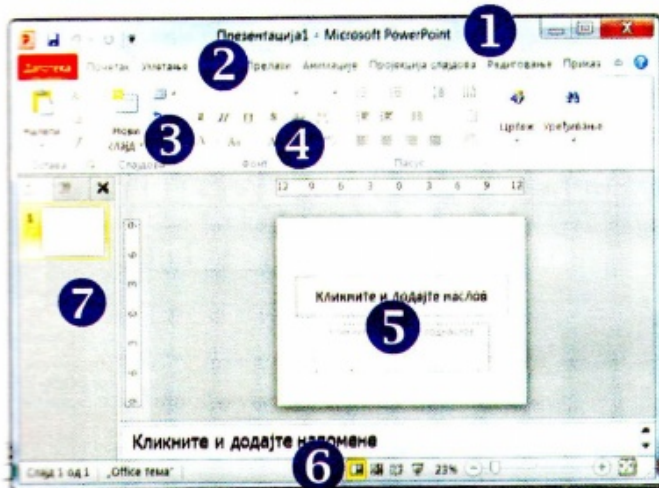 Презентација1 - Microsoft PowerPoint
1
Датотека Почетак Уметање 2 Прелази Анимације Пројекција слајдова Редиговање Приказ
Налепи Нови слајд 3 4 Цртеж Уређивање
Слајдови Фонт Пасус
12 9 6 3 0 3 6 9 12
1
7
Кликните и додајте наслов
5
Кликните и додајте напомене
6
Слајд 1 од 1 „Office тема“ 23%